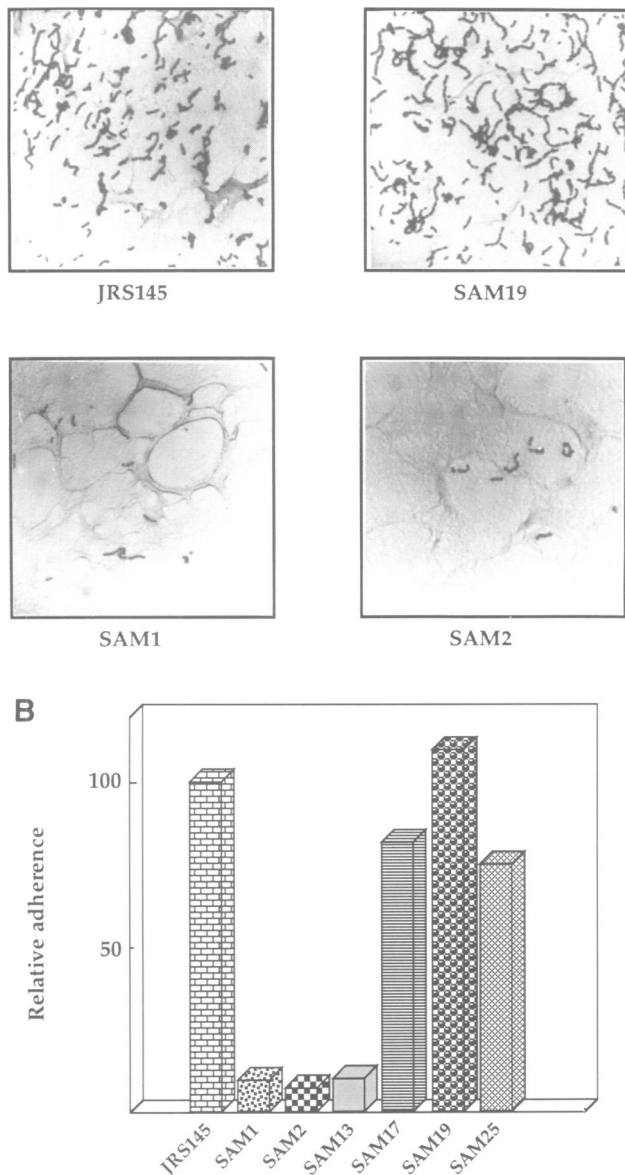 JRS145 SAM19
SAM1 SAM2
B
100
50
Relative adherence
JRS145 SAM1 SAM2 SAM13 SAM17 SAM19 SAM25